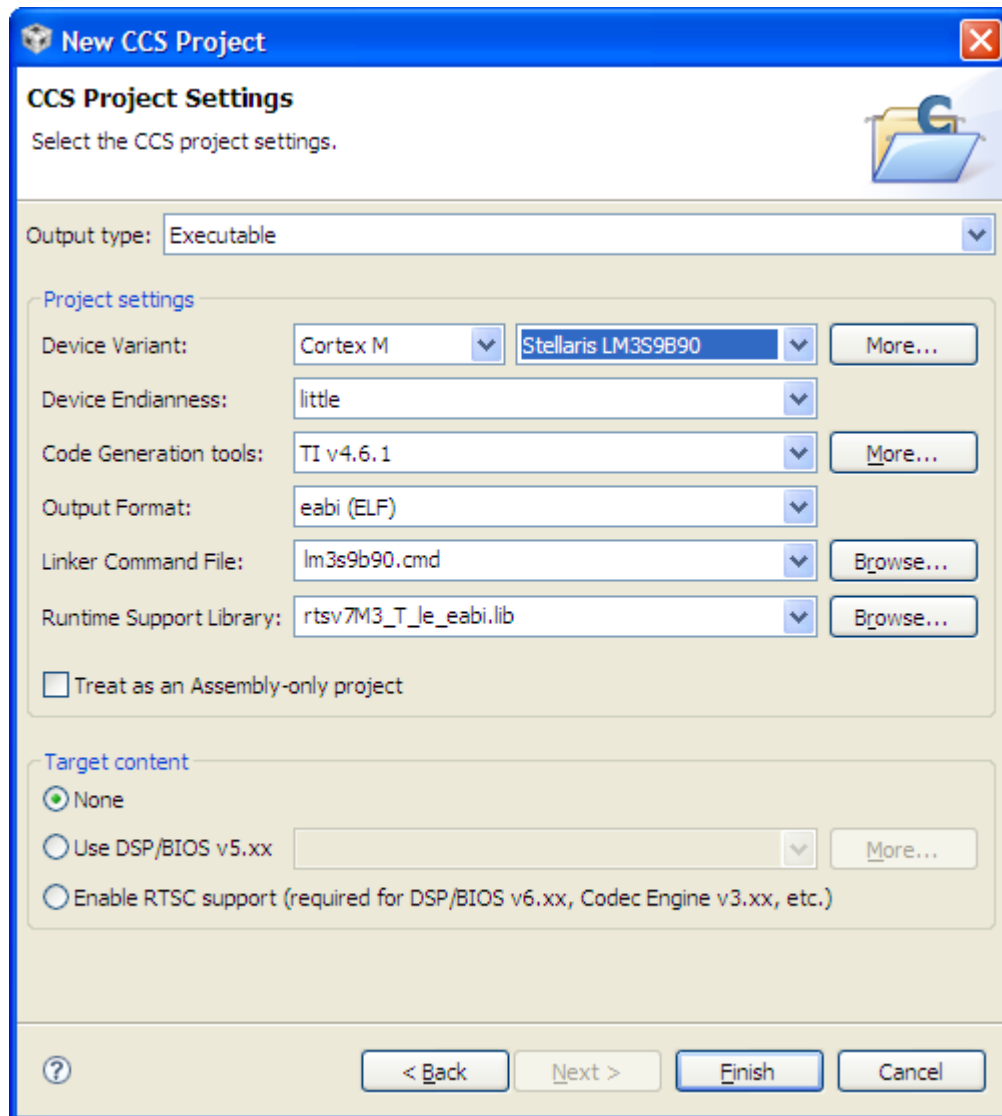 New CCS Project
CCS Project Settings
Select the CCS project settings.
C
Output type: Executable
Project settings
Device Variant: Cortex M Stellaris LM3S9B90 More...
Device Endianness: little
Code Generation tools: TI v4.6.1 More...
Output Format: eabi (ELF)
Linker Command File: lm3s9b90.cmd Browse...
Runtime Support Library: rtsv7M3_T_le_eabi.lib Browse...
Treat as an Assembly-only project
Target content
None
Use DSP/BIOS v5.xx More...
Enable RTSC support (required for DSP/BIOS v6.xx, Codec Engine v3.xx, etc.)
? < Back Next > Finish Cancel